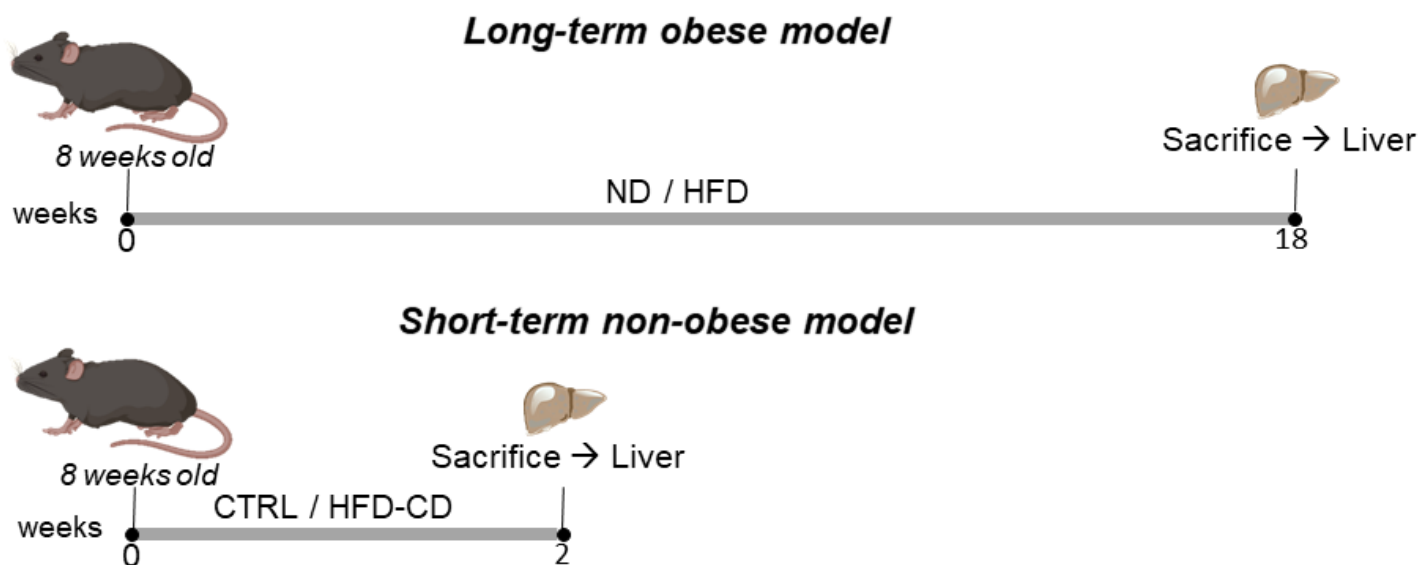 Long-term obese model
8 weeks old
Sacrifice → Liver
ND / HFD
weeks
0
18
Short-term non-obese model
8 weeks old
Sacrifice → Liver
CTRL / HFD-CD
weeks
0
2